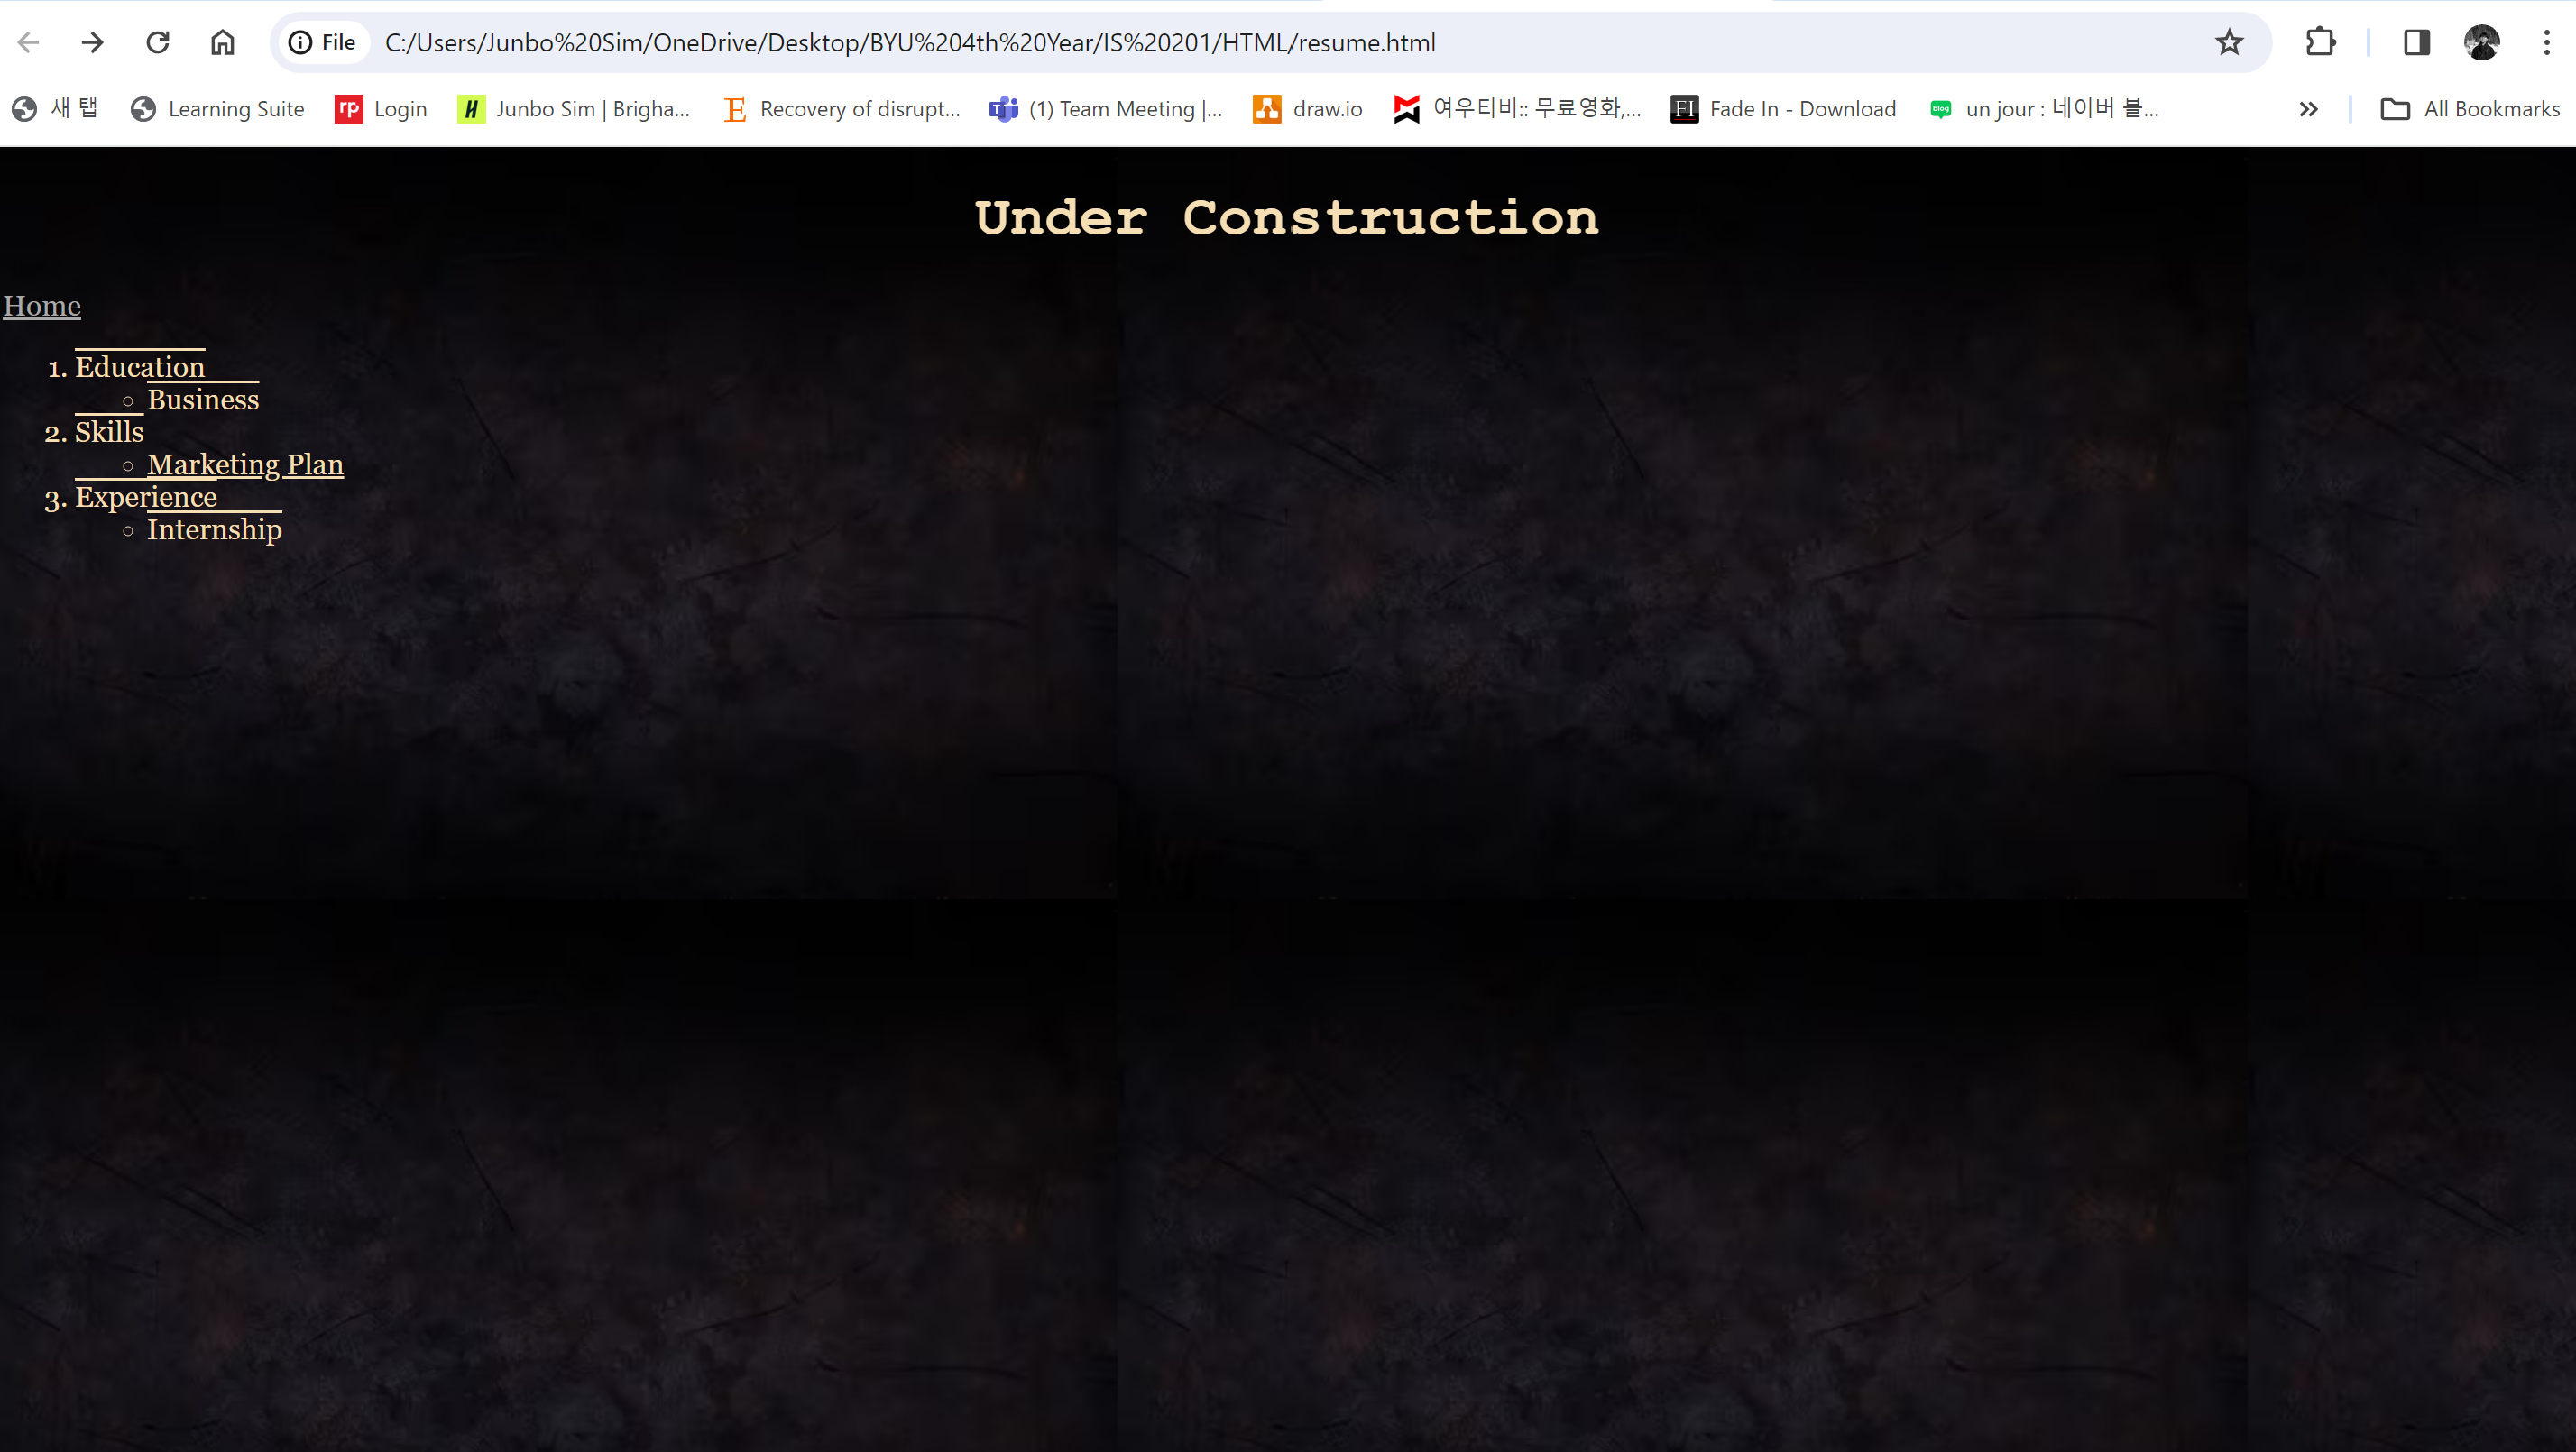 File C:/Users/Junbo%20Sim/OneDrive/Desktop/BYU%204th%20Year/IS%20201/HTML/resume.html
새 탭 Learning Suite rp Login H Junbo Sim | Brigha... E Recovery of disrupt... (1) Team Meeting |... draw.io 여우티비:: 무료영화,... FI Fade In - Download blog un jour : 네이버 블... » All Bookmarks
Under Construction
Home
1. Education
Business
2. Skills
Marketing Plan
3. Experience
Internship